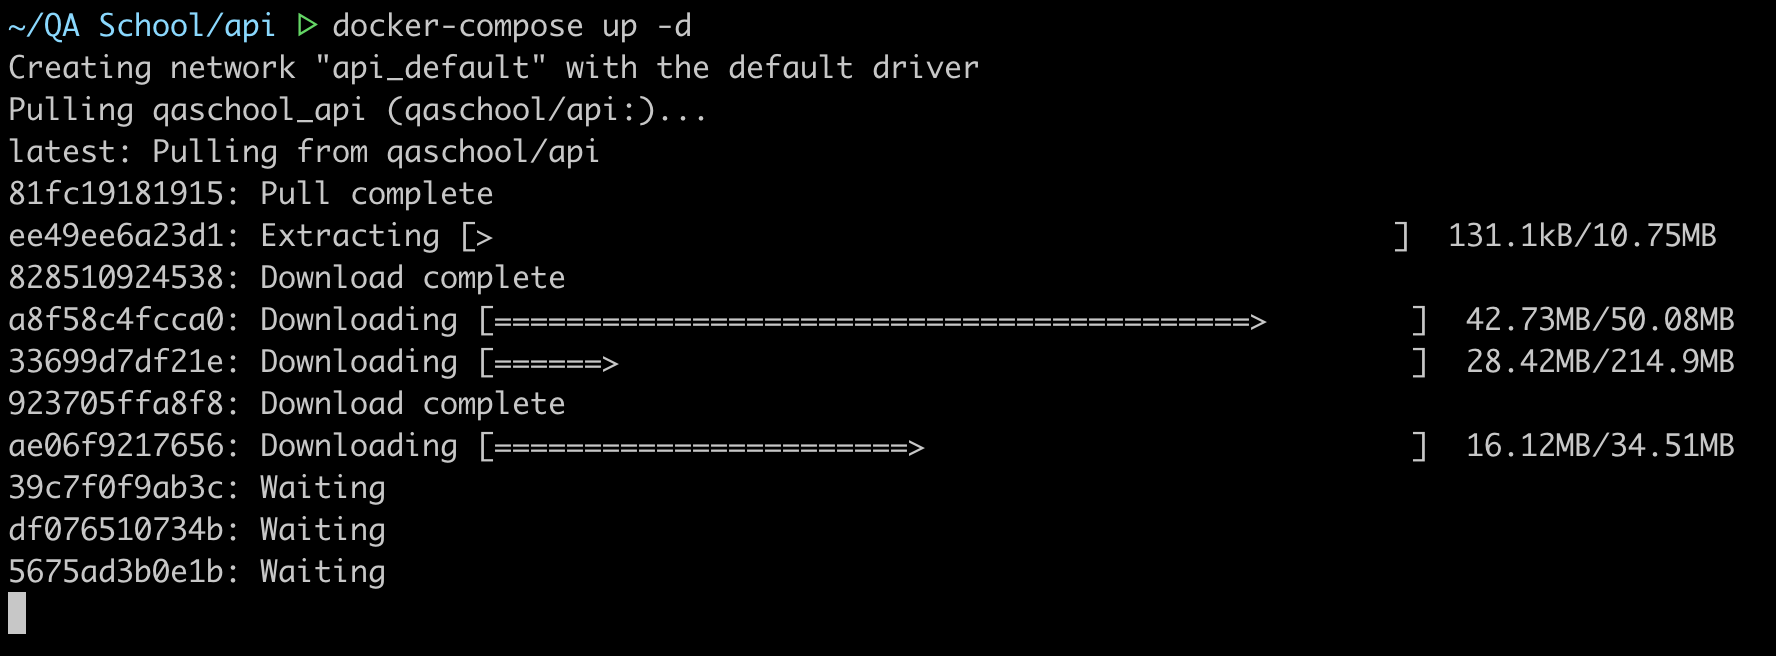 ~/QA School/api ▷ docker-compose up -d
Creating network "api_default" with the default driver
Pulling qaschool_api (qaschool/api:)...
latest: Pulling from qaschool/api
81fc19181915: Pull complete
ee49ee6a23d1: Extracting [>                                                  ]  131.1kB/10.75MB
828510924538: Download complete
a8f58c4fcca0: Downloading [==========================================>        ]  42.73MB/50.08MB
33699d7df21e: Downloading [======>                                            ]  28.42MB/214.9MB
923705ffa8f8: Download complete
ae06f9217656: Downloading [=======================>                           ]  16.12MB/34.51MB
39c7f0f9ab3c: Waiting
df076510734b: Waiting
5675ad3b0e1b: Waiting